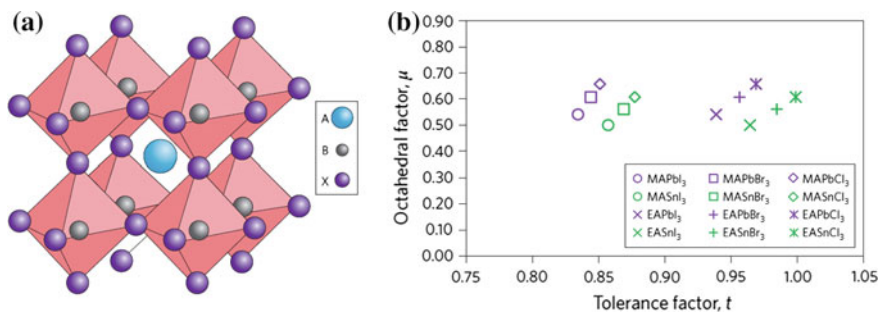 (a)
A
B
X
(b)
Octahedral factor, μ
0.90
0.80
0.70
0.60
0.50
0.40
0.30
0.20
0.10
0.00
MAPbI₃ MAPbBr₃ MAPbCl₃
MASnI₃ MASnBr₃ MASnCl₃
EAPbI₃ EAPbBr₃ EAPbCl₃
EASnI₃ EASnBr₃ EASnCl₃
0.75 0.80 0.85 0.90 0.95 1.00 1.05
Tolerance factor, t